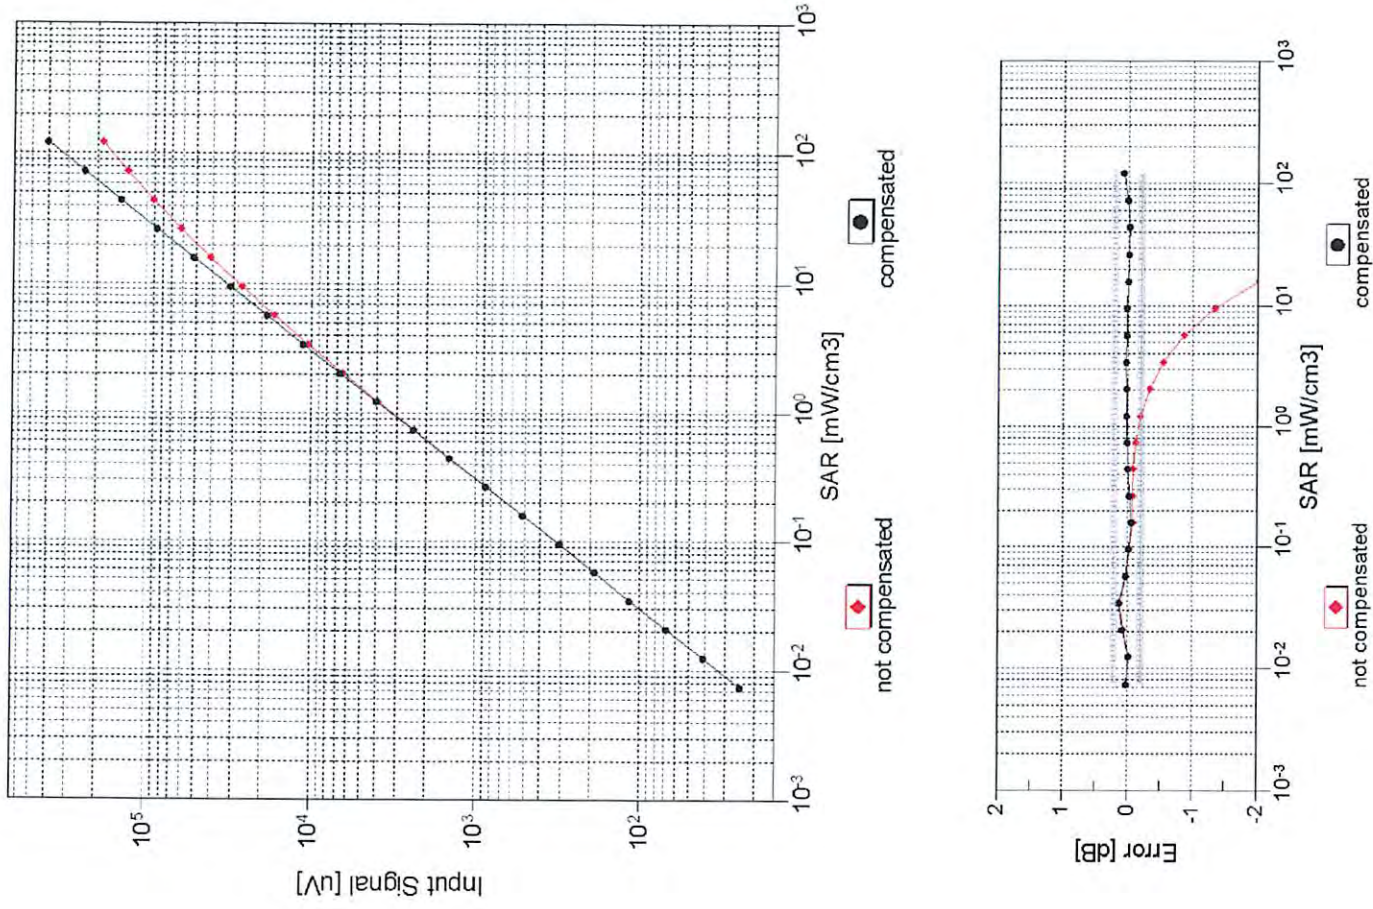 Input Signal [uV]
10^5
10^4
10^3
10^2
10^-3
10^-2
10^-1
10^0
10^1
10^2
10^3
SAR [mW/cm3]
not compensated
compensated
Error [dB]
2
1
0
-1
-2
10^-3
10^-2
10^-1
10^0
10^1
10^2
10^3
SAR [mW/cm3]
not compensated
compensated